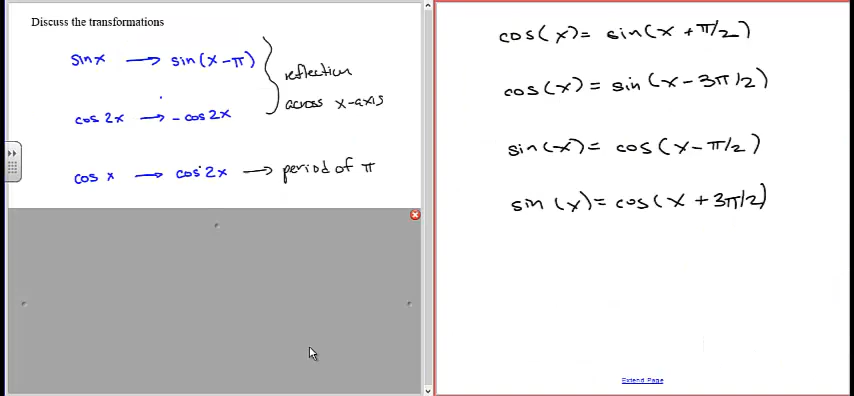 Discuss the transformations
sin x → sin(x-π)
cos 2x → - cos 2x
reflection
across x-axis
cos x → cos 2x → period of π
cos(x) = sin(x + π/2)
cos(x) = sin(x - 3π/2)
sin(x) = cos(x - π/2)
sin(x) = cos(x + 3π/2)
Extend Page